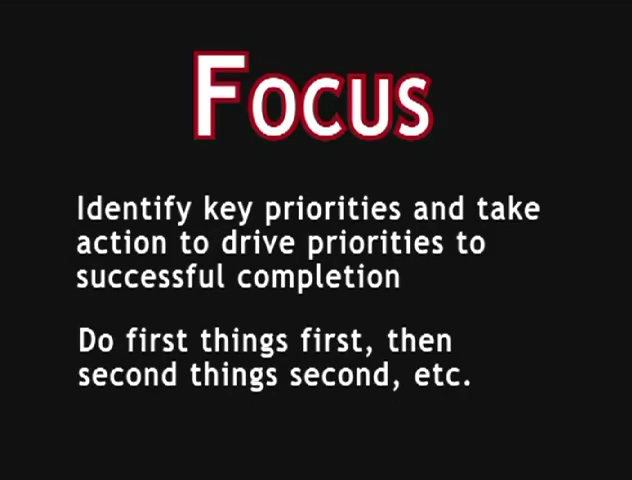 Focus
Identify key priorities and take
action to drive priorities to
successful completion
Do first things first, then
second things second, etc.